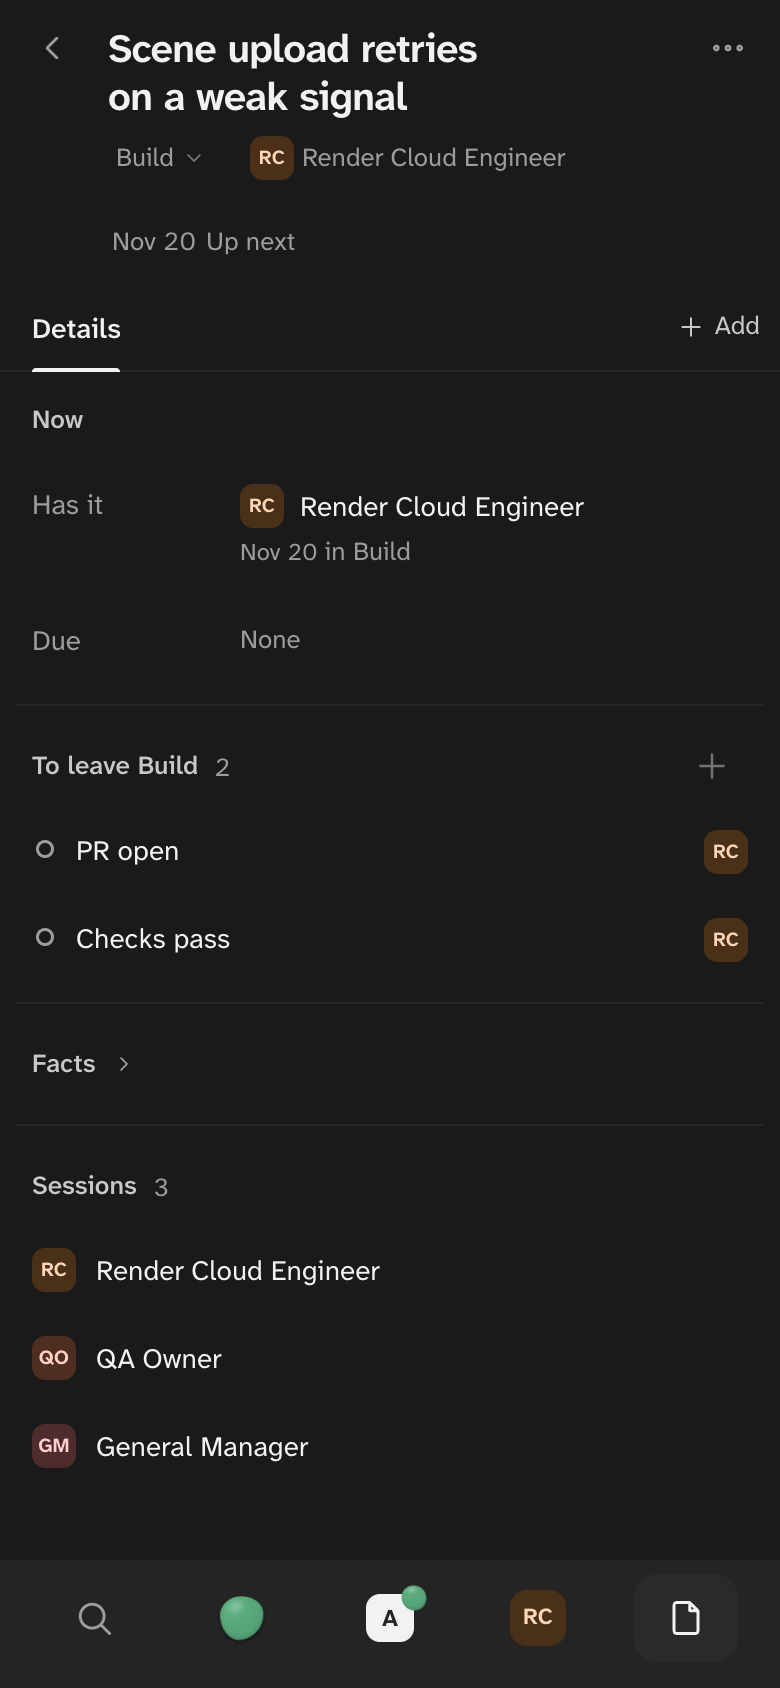 Scene upload retries
on a weak signal
Build
RC Render Cloud Engineer
Nov 20 Up next
Details
Add
Now
Has it
RC Render Cloud Engineer
Nov 20 in Build
Due
None
To leave Build 2
PR open
RC
Checks pass
RC
Facts
Sessions 3
RC Render Cloud Engineer
QO QA Owner
GM General Manager
A
RC